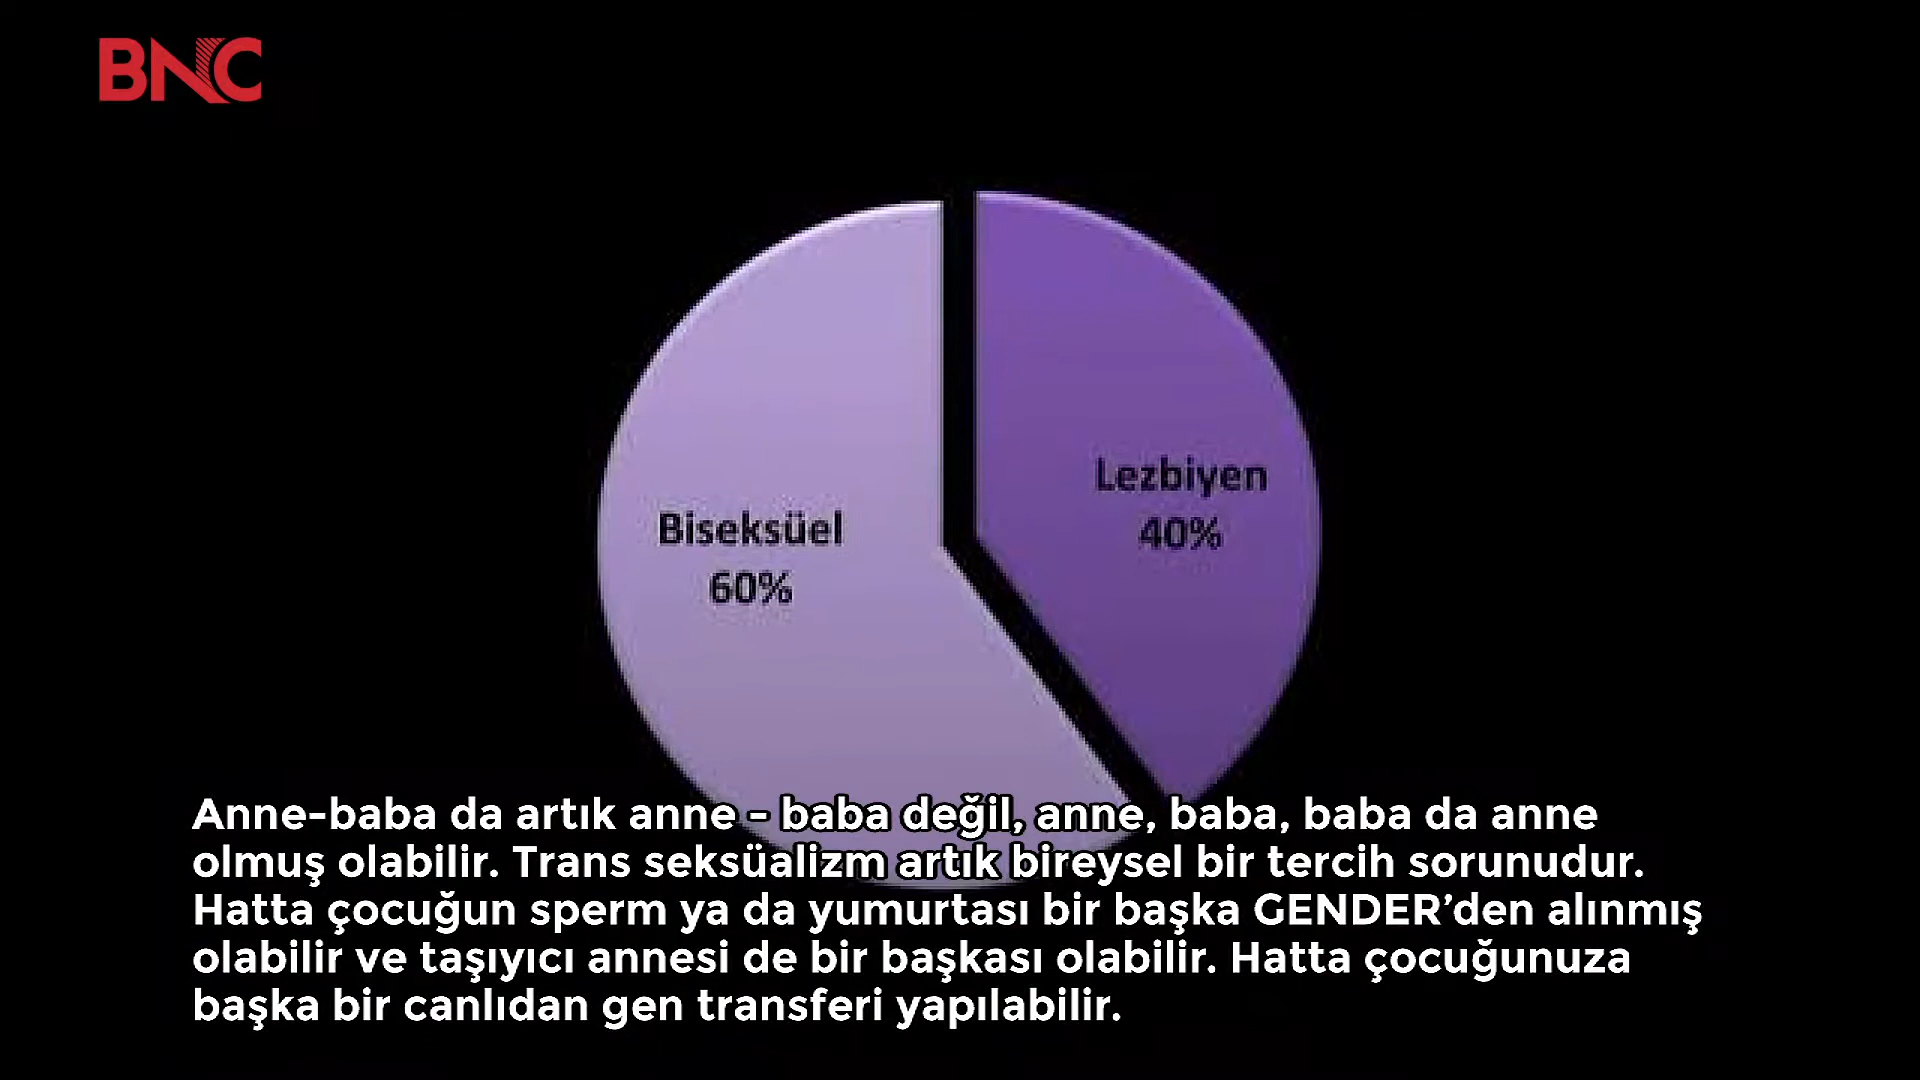 BNC
Lezbiyen
40%
Biseksüel
60%
Anne-baba da artık anne - baba değil, anne, baba, baba da anne
olmuş olabilir. Trans seksüalizm artık bireysel bir tercih sorunudur.
Hatta çocuğun sperm ya da yumurtası bir başka GENDER’den alınmış
olabilir ve taşıyıcı annesi de bir başkası olabilir. Hatta çocuğunuza
başka bir canlıdan gen transferi yapılabilir.